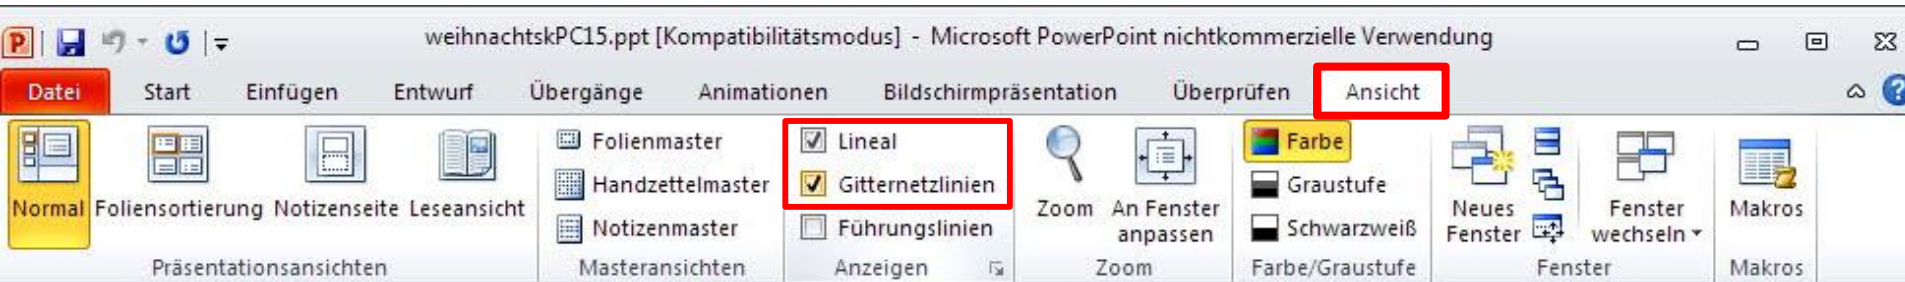 weihnachtskPC15.ppt [Kompatibilitätsmodus] - Microsoft PowerPoint nichtkommerzielle Verwendung
Datei Start Einfügen Entwurf Übergänge Animationen Bildschirmpräsentation Überprüfen Ansicht
Normal
Foliensortierung
Notizenseite
Leseansicht
Präsentationsansichten
Folienmaster
Handzettelmaster
Notizenmaster
Masteransichten
Lineal
Gitternetzlinien
Führungslinien
Anzeigen
Zoom
An Fenster
anpassen
Zoom
Farbe
Graustufe
Schwarzweiß
Farbe/Graustufe
Neues
Fenster
Fenster
wechseln
Fenster
Makros
Makros